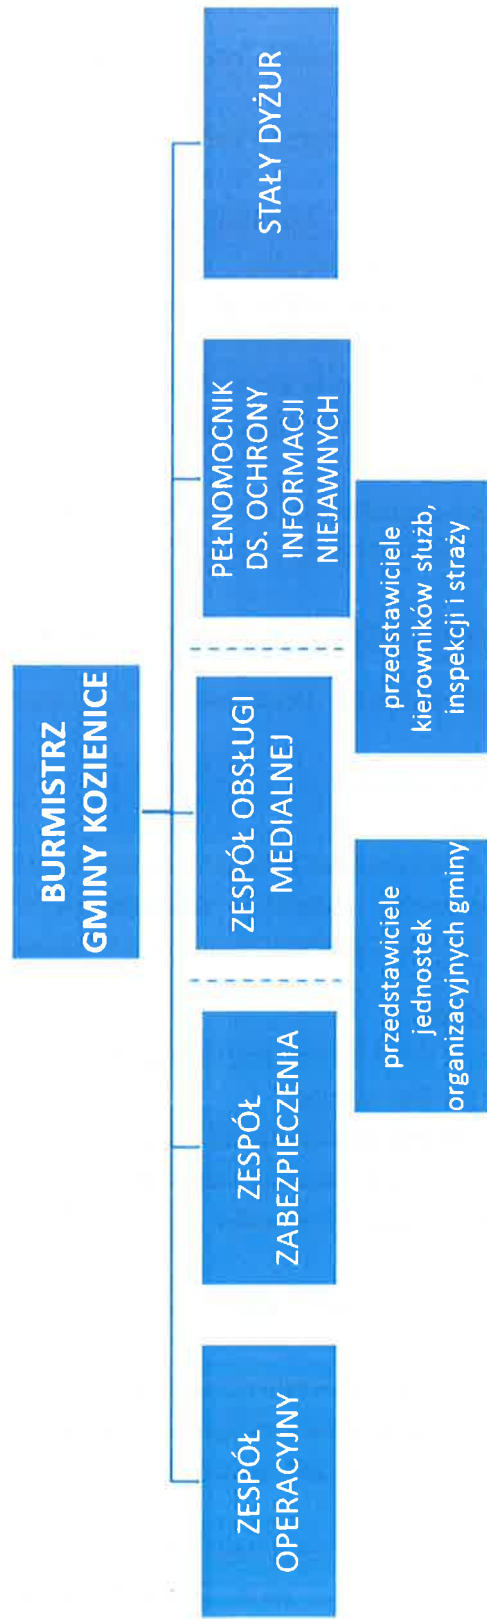 BURMISTRZ
GMINY KOZIENICE
ZESPÓŁ
OPERACYJNY
ZESPÓŁ
ZABEZPIECZENIA
ZESPÓŁ OBSŁUGI
MEDIALNEJ
PEŁNOMOCNIK
DS. OCHRONY
INFORMACJI
NIEJAWNYCH
STAŁY DYŻUR
przedstawiciele
jednostek
organizacyjnych gminy
przedstawiciele
kierowników służb,
inspekcji i straży